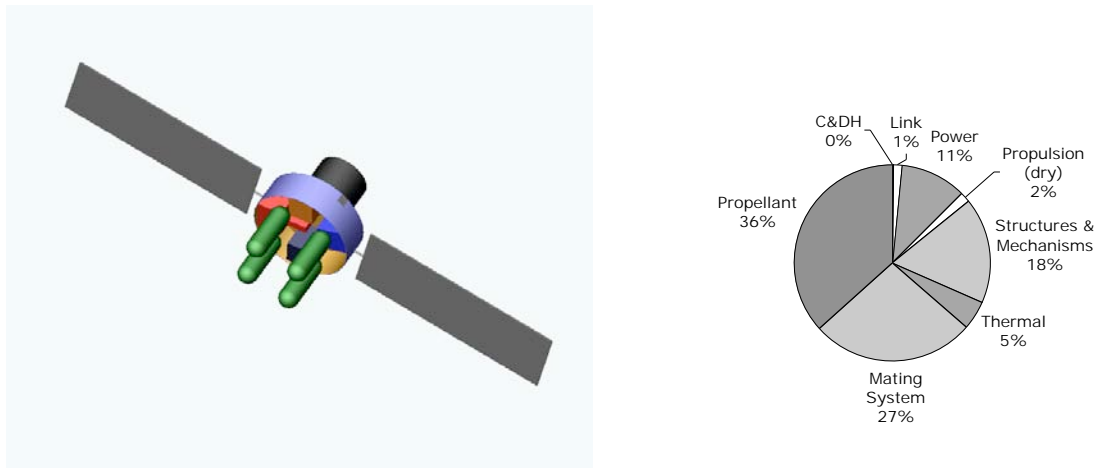 C&DH
0%
Link
1%
Power
11%
Propulsion
(dry)
2%
Structures &
Mechanisms
18%
Thermal
5%
Mating
System
27%
Propellant
36%